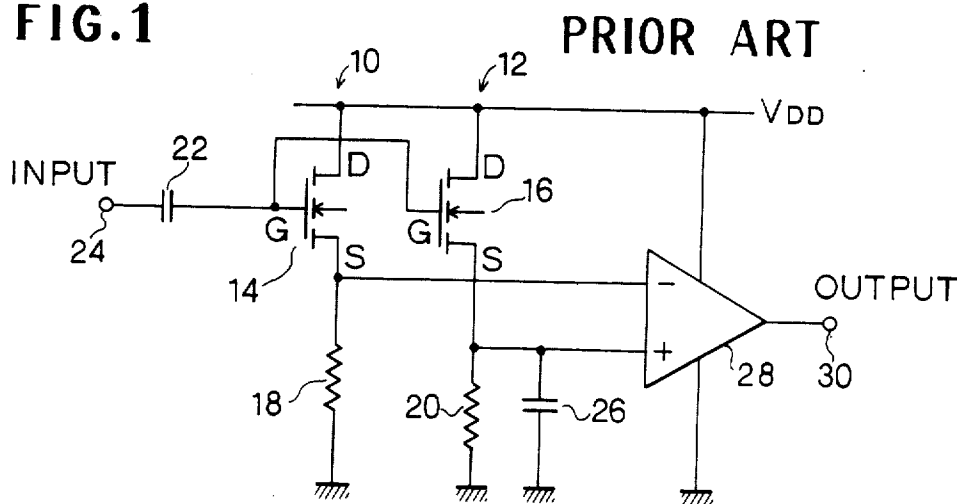 FIG.1
PRIOR ART
10
12
VDD
22
INPUT
D
D
16
24
G
G
S
S
14
−
OUTPUT
+
28
30
18
20
26